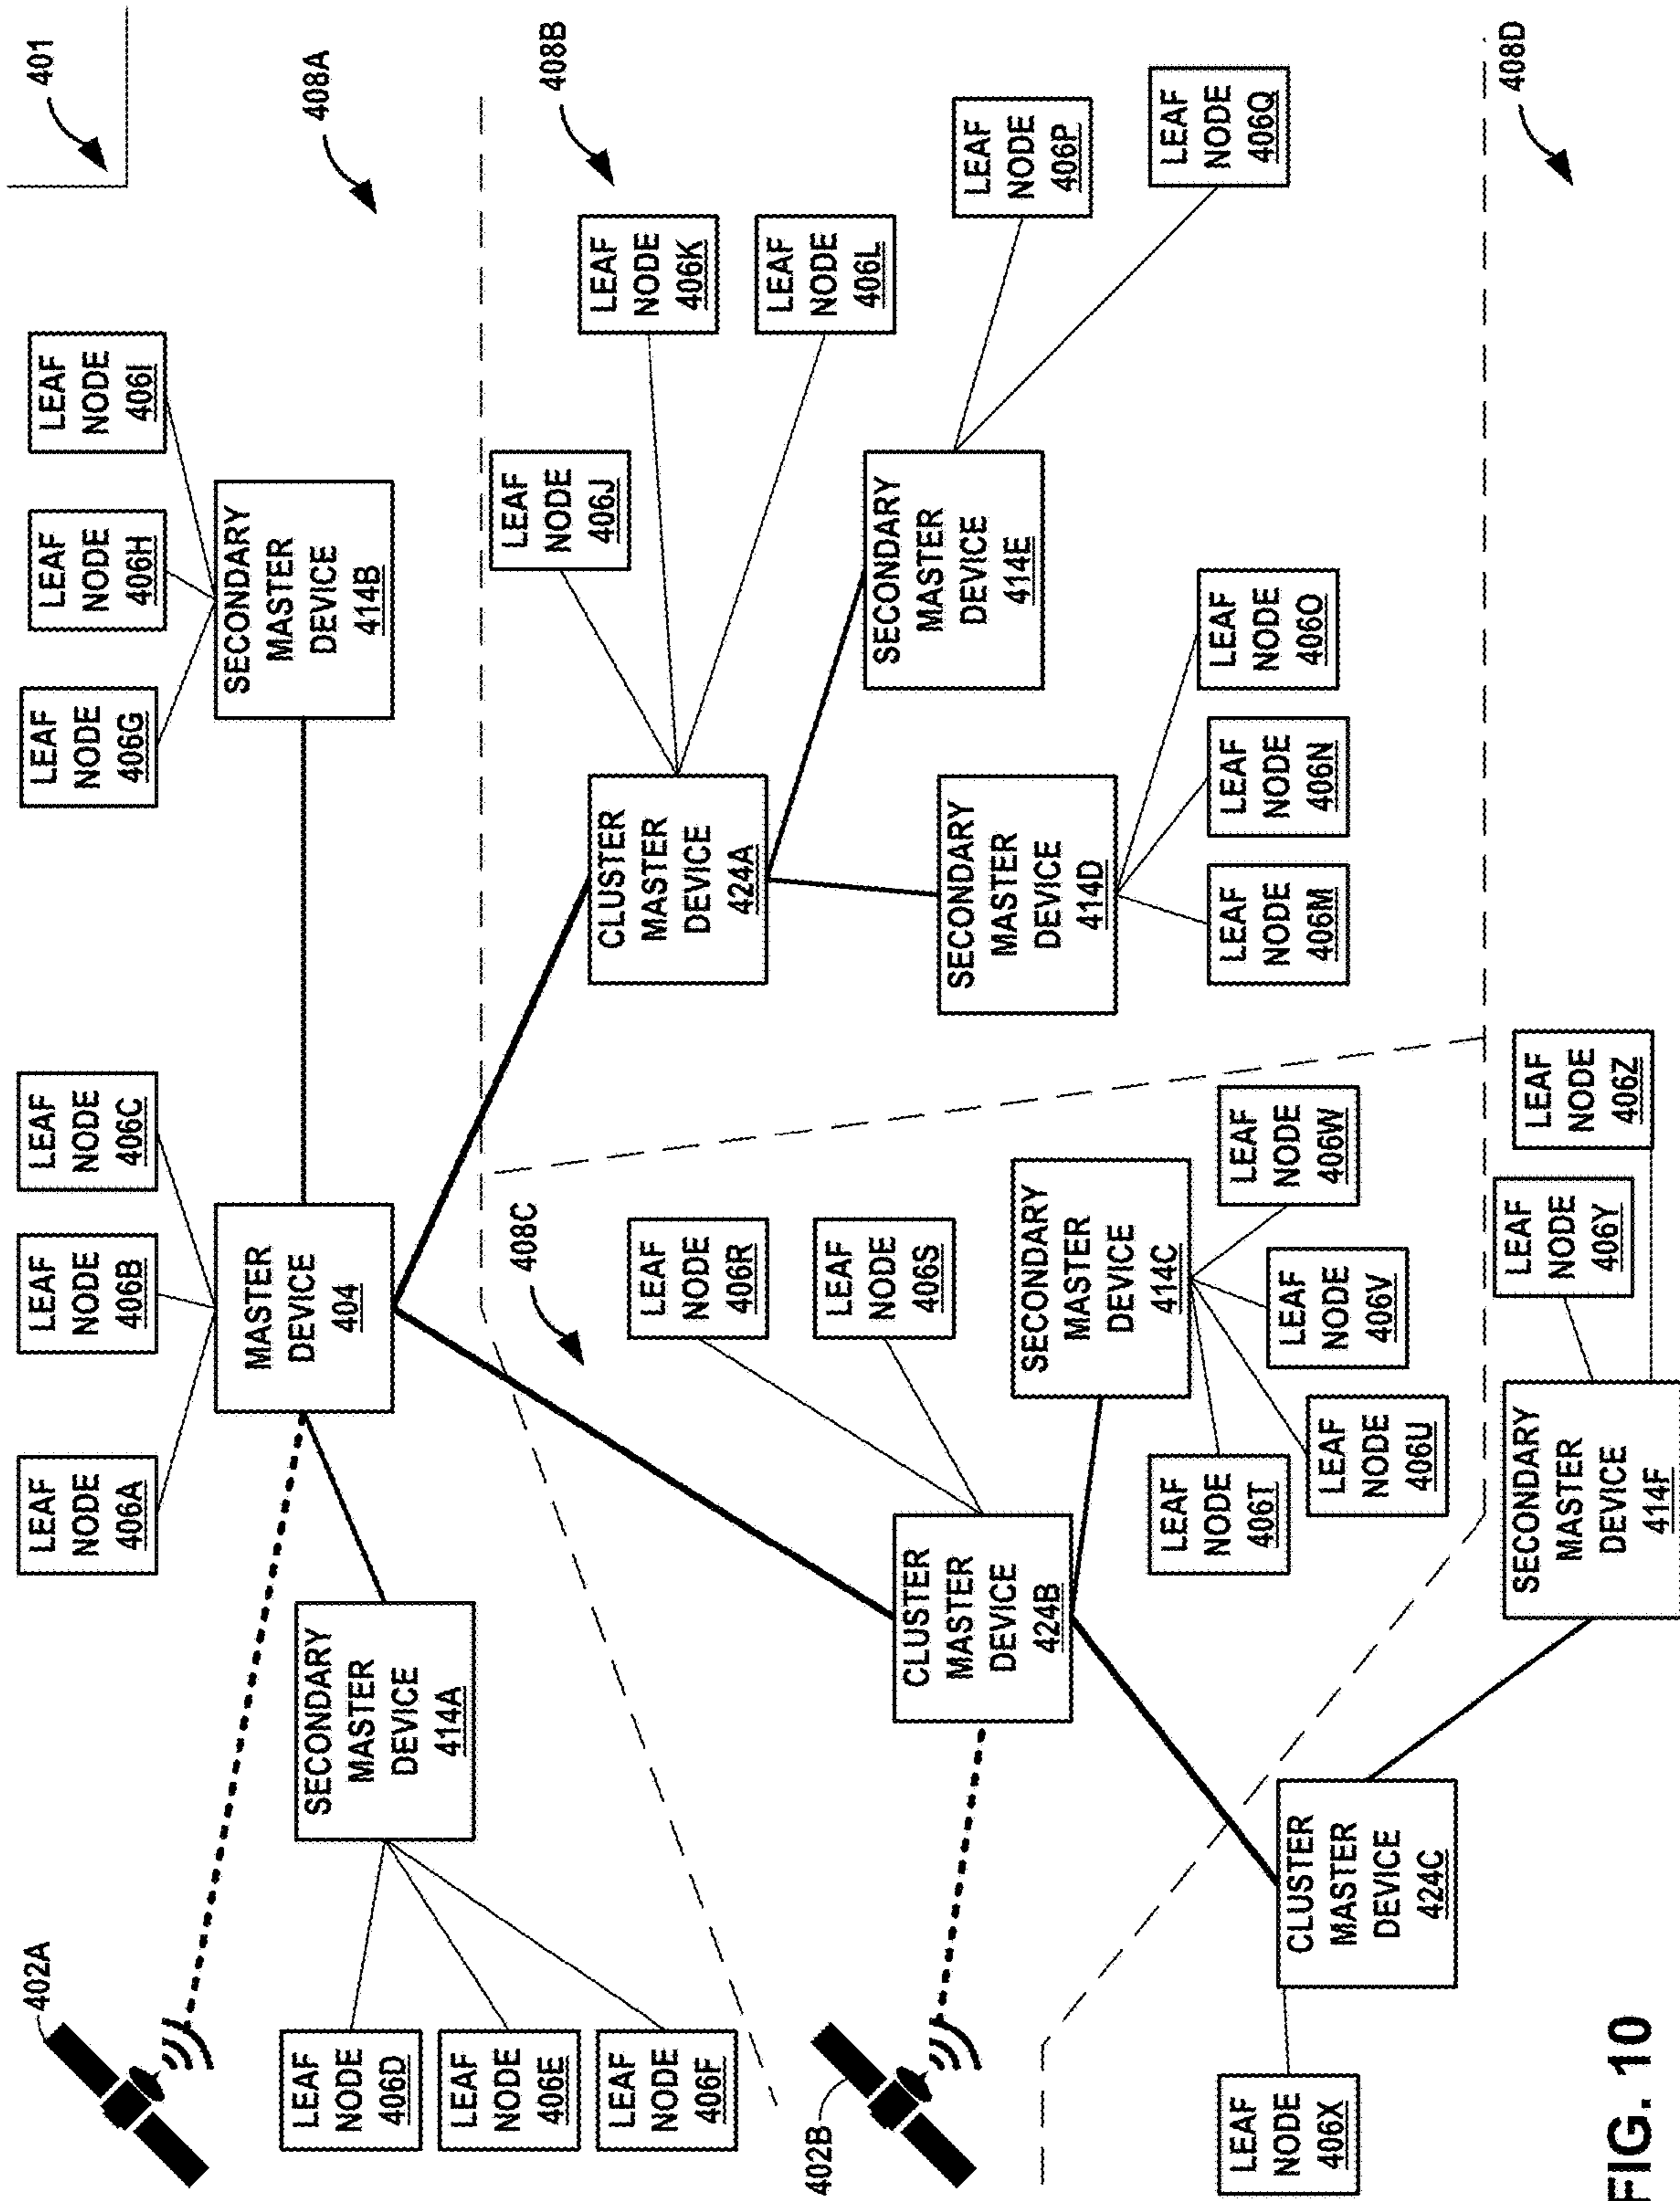 401
402A
LEAF
NODE
406A
LEAF
NODE
406B
LEAF
NODE
406C
LEAF
NODE
406G
LEAF
NODE
406H
LEAF
NODE
406I
MASTER
DEVICE
404
SECONDARY
MASTER
DEVICE
414B
408A
LEAF
NODE
406D
LEAF
NODE
406E
LEAF
NODE
406F
SECONDARY
MASTER
DEVICE
414A
408B
LEAF
NODE
406J
LEAF
NODE
406K
LEAF
NODE
406L
CLUSTER
MASTER
DEVICE
424A
SECONDARY
MASTER
DEVICE
414E
LEAF
NODE
406P
LEAF
NODE
406Q
SECONDARY
MASTER
DEVICE
414D
LEAF
NODE
406M
LEAF
NODE
406N
LEAF
NODE
406O
408C
402B
LEAF
NODE
406R
LEAF
NODE
406S
CLUSTER
MASTER
DEVICE
424B
SECONDARY
MASTER
DEVICE
414C
LEAF
NODE
406T
LEAF
NODE
406U
LEAF
NODE
406V
LEAF
NODE
406W
408D
LEAF
NODE
406X
CLUSTER
MASTER
DEVICE
424C
SECONDARY
MASTER
DEVICE
414F
LEAF
NODE
406Y
LEAF
NODE
406Z
FIG. 10